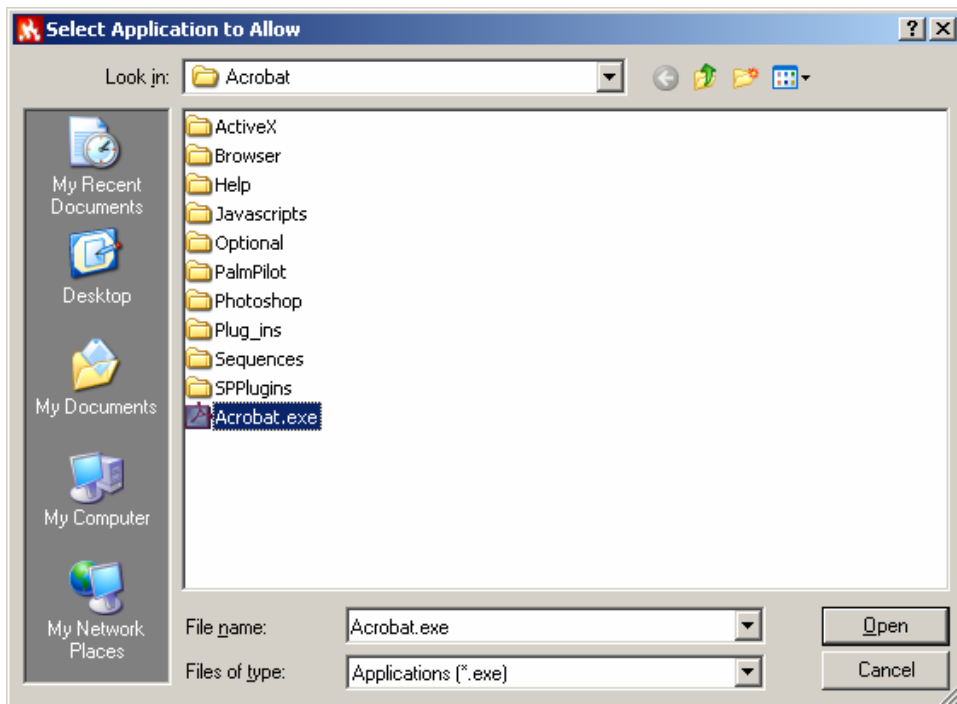 Select Application to Allow
Look in: Acrobat
My Recent
Documents
Desktop
My Documents
My Computer
My Network
Places
ActiveX
Browser
Help
Javascripts
Optional
PalmPilot
Photoshop
Plug_ins
Sequences
SPPlugins
Acrobat.exe
File name: Acrobat.exe Open
Files of type: Applications (*.exe) Cancel